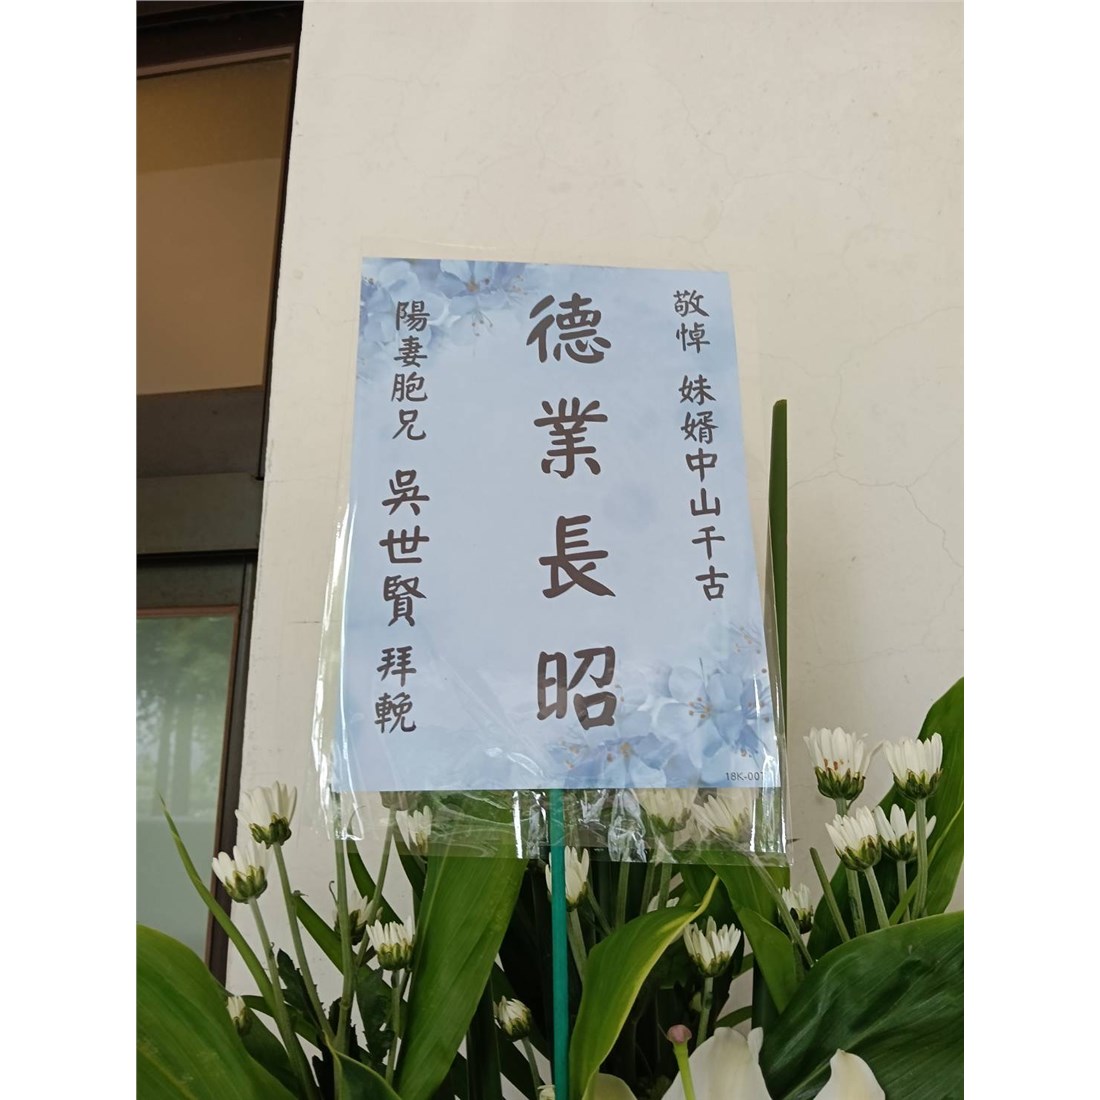 敬悼 妹婿中山千古
德業長昭
陽妻胞兄 吳世賢 拜輓